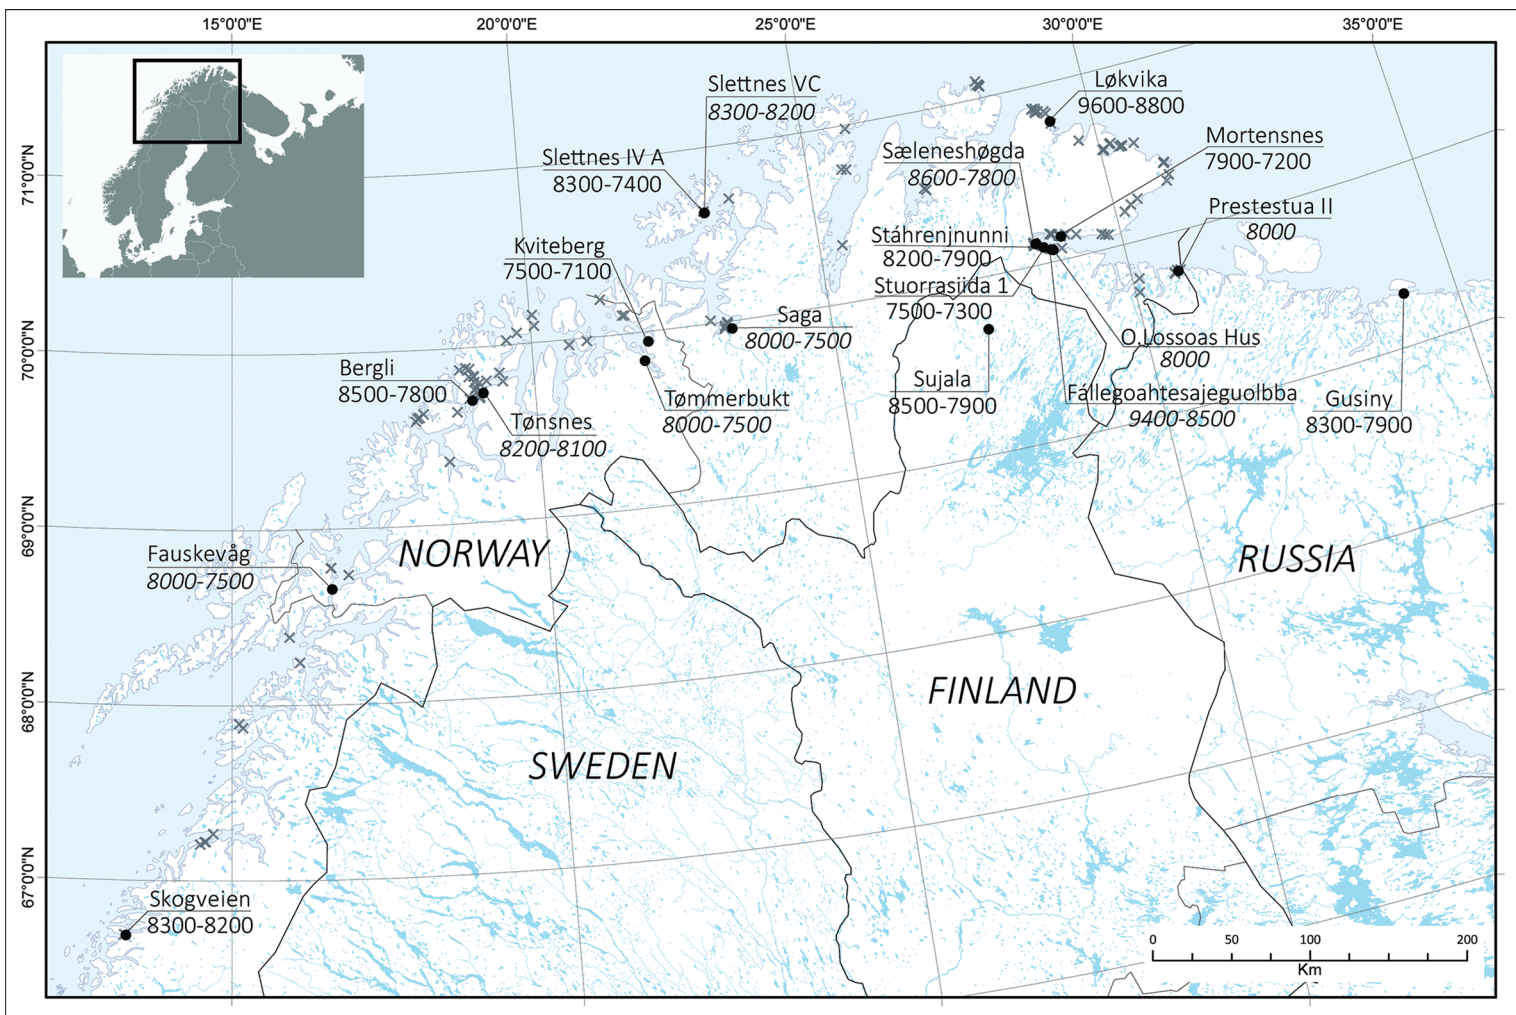 15°0'0"E
20°0'0"E
25°0'0"E
30°0'0"E
35°0'0"E
71°0'0"N
70°0'0"N
69°0'0"N
68°0'0"N
67°0'0"N
Slettnes VC
8300-8200
Løkvika
9600-8800
Mortensnes
7900-7200
Slettnes IV A
8300-7400
Sæleneshøgda
8600-7800
Prestestua II
8000
Kviteberg
7500-7100
Stáhrenjnunni
8200-7900
Stuorrasiida 1
7500-7300
Saga
8000-7500
O.Lossoas Hus
8000
Bergli
8500-7800
Sujala
8500-7900
Tømmerbukt
8000-7500
Fállegoahtesajeguolbba
9400-8500
Gusiny
8300-7900
Tønsnes
8200-8100
Fauskevåg
8000-7500
NORWAY
RUSSIA
FINLAND
SWEDEN
Skogveien
8300-8200
0
50
100
200
Km